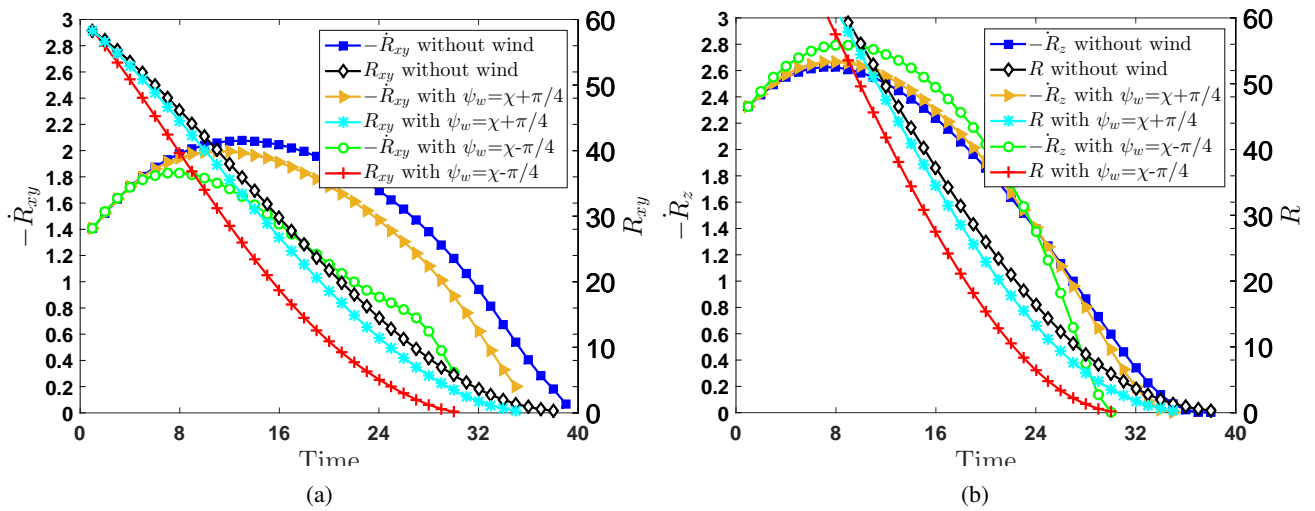 3
2.8
2.6
2.4
2.2
2
1.8
1.6
1.4
1.2
1
0.8
0.6
0.4
0.2
0
60
50
40
30
20
10
0
0 8 16 24 32 40
−Ṙ_xy
R_xy
Time
−Ṙ_xy without wind
R_xy without wind
−Ṙ_xy with ψ_w=χ+π/4
R_xy with ψ_w=χ+π/4
−Ṙ_xy with ψ_w=χ-π/4
R_xy with ψ_w=χ-π/4
(a)
3
2.8
2.6
2.4
2.2
2
1.8
1.6
1.4
1.2
1
0.8
0.6
0.4
0.2
0
60
50
40
30
20
10
0
0 8 16 24 32 40
−Ṙ_z
R
Time
−Ṙ_z without wind
R without wind
−Ṙ_z with ψ_w=χ+π/4
R with ψ_w=χ+π/4
−Ṙ_z with ψ_w=χ-π/4
R with ψ_w=χ-π/4
(b)